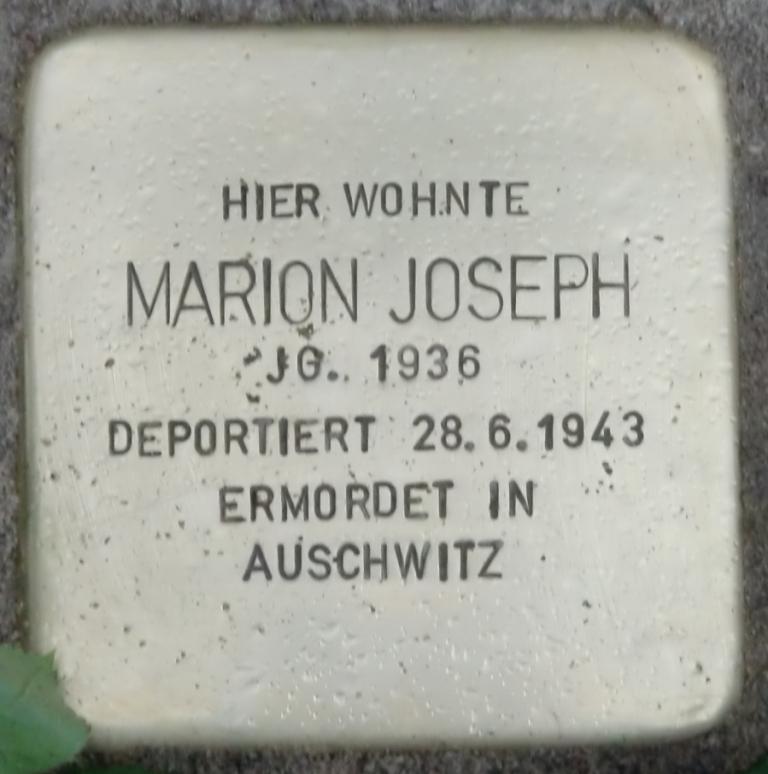 HIER WOHNTE
MARION JOSEPH
JG. 1936
DEPORTIERT 28.6.1943
ERMORDET IN
AUSCHWITZ